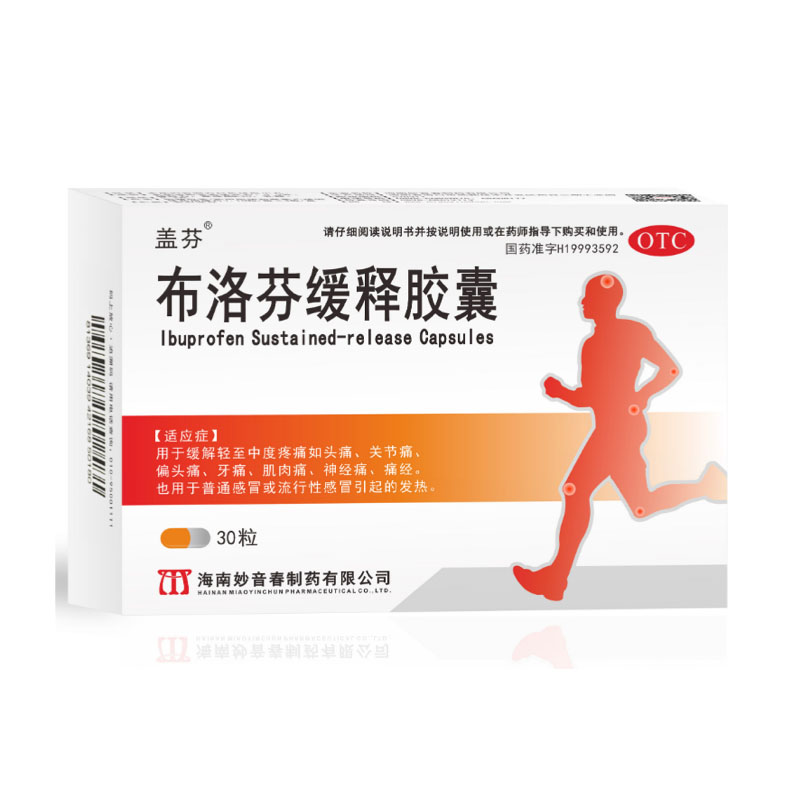 盖芬®
请仔细阅读说明书并按说明使用或在药师指导下购买和使用。
国药准字H19993592
OTC
布洛芬缓释胶囊
Ibuprofen Sustained-release Capsules
【适应症】
用于缓解轻至中度疼痛如头痛、关节痛、
偏头痛、牙痛、肌肉痛、神经痛、痛经。
也用于普通感冒或流行性感冒引起的发热。
30粒
海南妙音春制药有限公司
HAINAN MIAOYINCHUN PHARMACEUTICAL CO.,LTD.